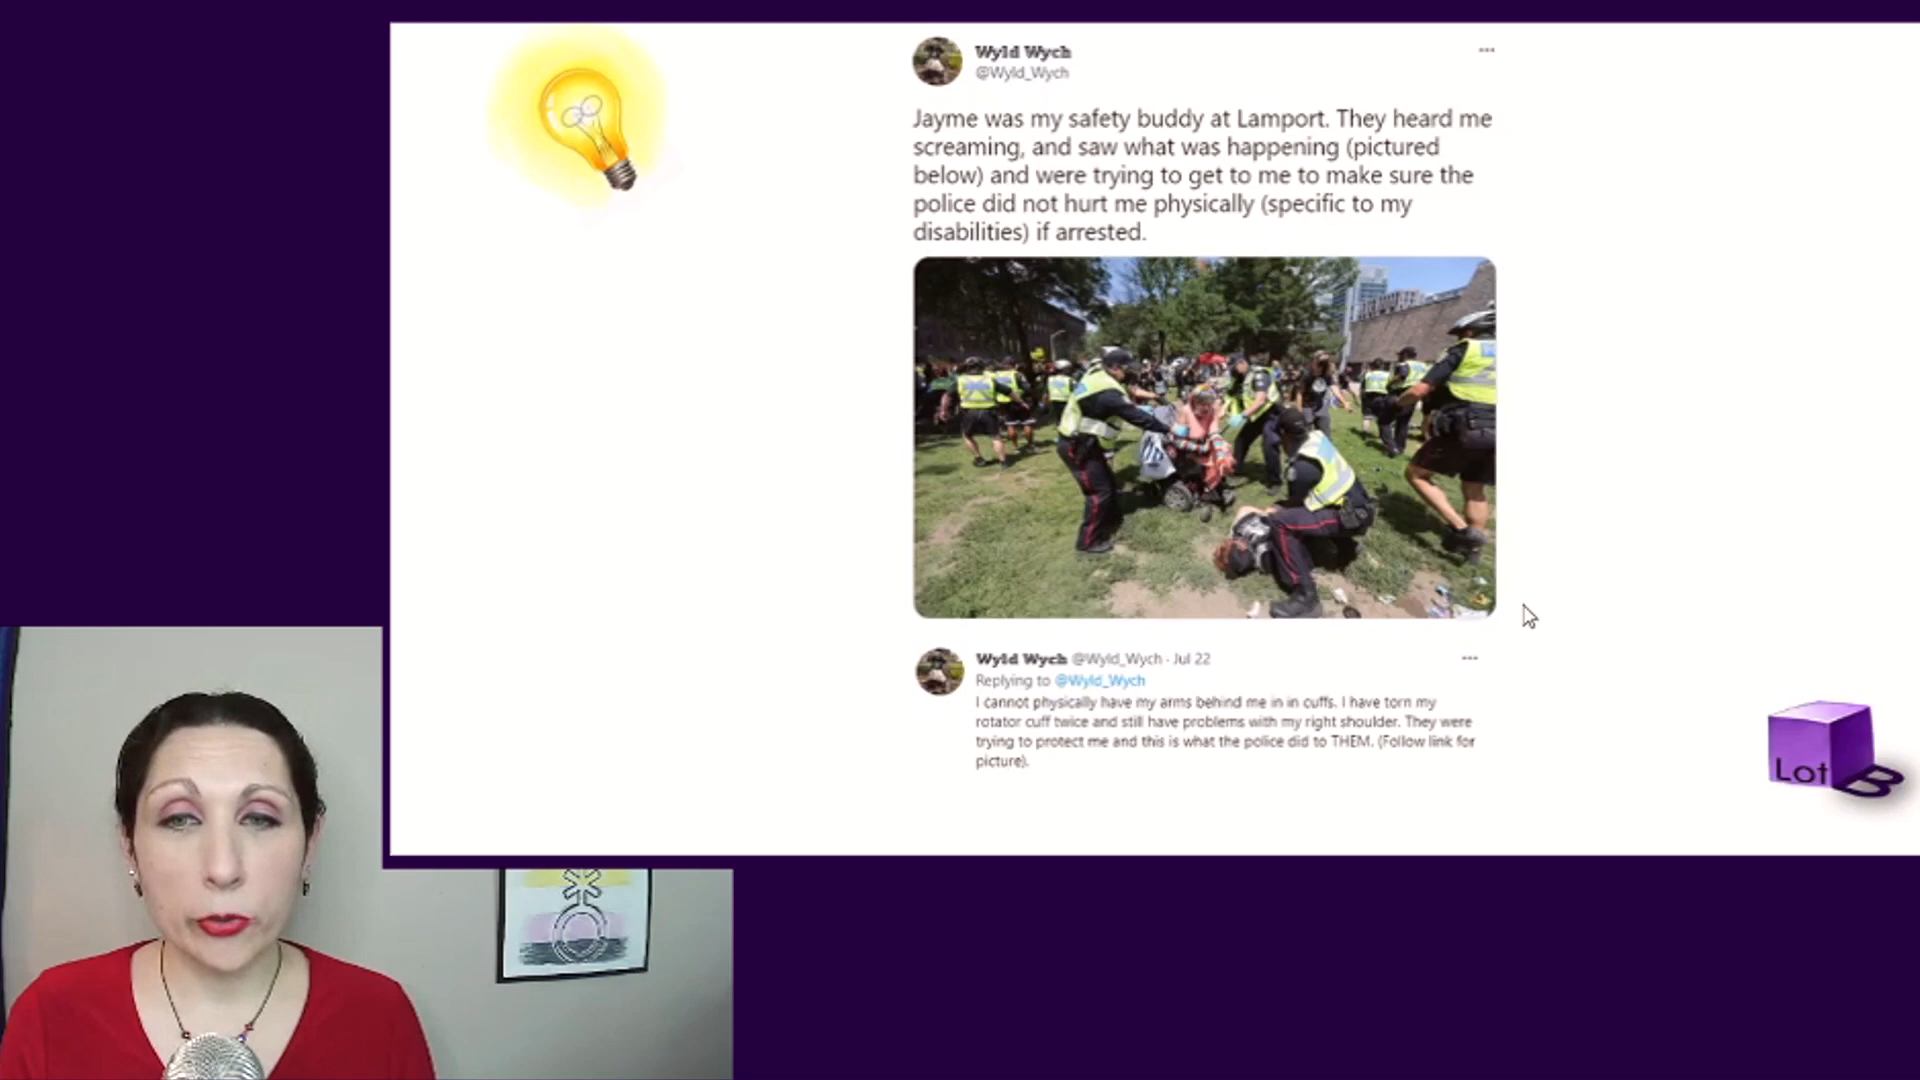 Wyld Wych
@Wyld_Wych
Jayme was my safety buddy at Lamport. They heard me
screaming, and saw what was happening (pictured
below) and were trying to get to me to make sure the
police did not hurt me physically (specific to my
disabilities) if arrested.
Wyld Wych @Wyld_Wych · Jul 22
Replying to @Wyld_Wych
I cannot physically have my arms behind me in in cuffs. I have torn my
rotator cuff twice and still have problems with my right shoulder. They were
trying to protect me and this is what the police did to THEM. (Follow link for
picture).
Lot
B